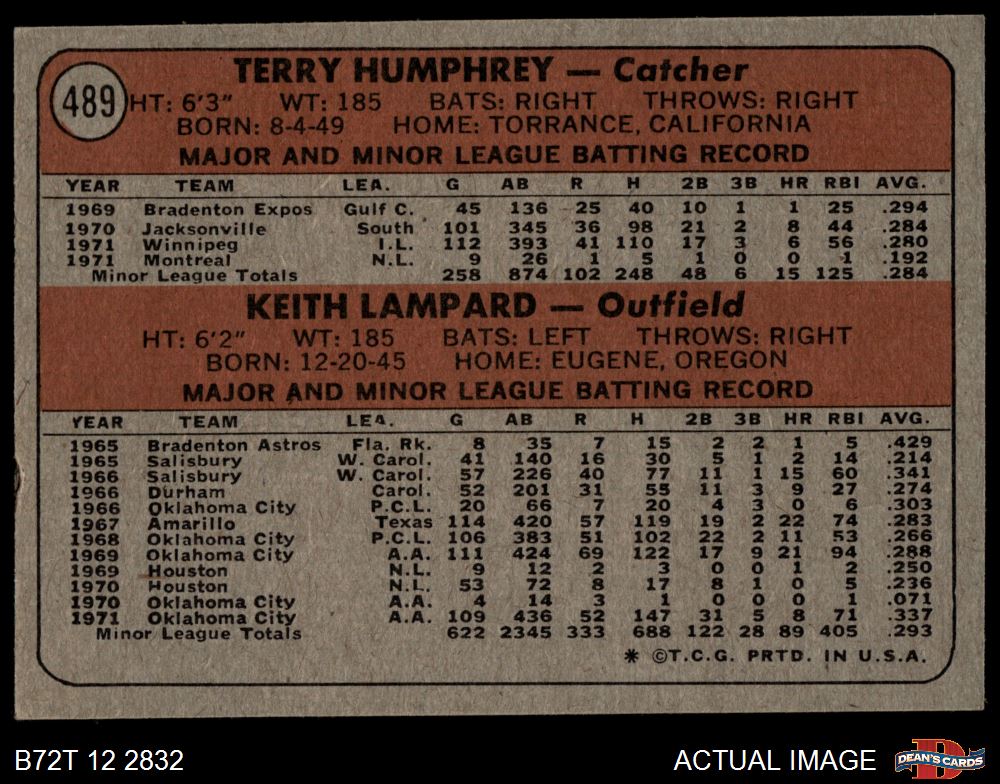 489
TERRY HUMPHREY — Catcher
HT: 6'3" WT: 185 BATS: RIGHT THROWS: RIGHT
BORN: 8-4-49 HOME: TORRANCE, CALIFORNIA
MAJOR AND MINOR LEAGUE BATTING RECORD
YEAR TEAM LEA. G AB R H 2B 3B HR RBI AVG.
1969 Bradenton Expos Gulf C. 45 136 25 40 10 1 1 25 .294
1970 Jacksonville South 101 345 36 98 21 2 8 44 .284
1971 Winnipeg I.L. 112 393 41 110 17 3 6 56 .280
1971 Montreal N.L. 9 26 1 5 1 0 0 1 .192
Minor League Totals 258 874 102 248 48 6 15 125 .284
KEITH LAMPARD — Outfield
HT: 6'2" WT: 185 BATS: LEFT THROWS: RIGHT
BORN: 12-20-45 HOME: EUGENE, OREGON
MAJOR AND MINOR LEAGUE BATTING RECORD
YEAR TEAM LEA. G AB R H 2B 3B HR RBI AVG.
1965 Bradenton Astros Fla. Rk. 8 35 7 15 2 2 1 5 .429
1965 Salisbury W. Carol. 41 140 16 30 5 1 2 14 .214
1966 Salisbury W. Carol. 57 226 40 77 11 1 15 60 .341
1966 Durham Carol. 52 201 31 55 11 3 9 27 .274
1966 Oklahoma City P.C.L. 20 66 7 20 4 3 0 6 .303
1967 Amarillo Texas 114 420 57 119 19 2 22 74 .283
1968 Oklahoma City P.C.L. 106 383 51 102 22 2 11 53 .266
1969 Oklahoma City A.A. 111 424 69 122 17 9 21 94 .288
1969 Houston N.L. 9 12 2 3 0 0 1 2 .250
1970 Houston N.L. 53 72 8 17 8 1 0 5 .236
1970 Oklahoma City A.A. 4 14 3 1 0 0 0 1 .071
1971 Oklahoma City A.A. 109 436 52 147 31 5 8 71 .337
Minor League Totals 622 2345 333 688 122 28 89 405 .293
* ©T.C.G. PRTD. IN U.S.A.
B72T 12 2832 ACTUAL IMAGE DEAN'S CARDS